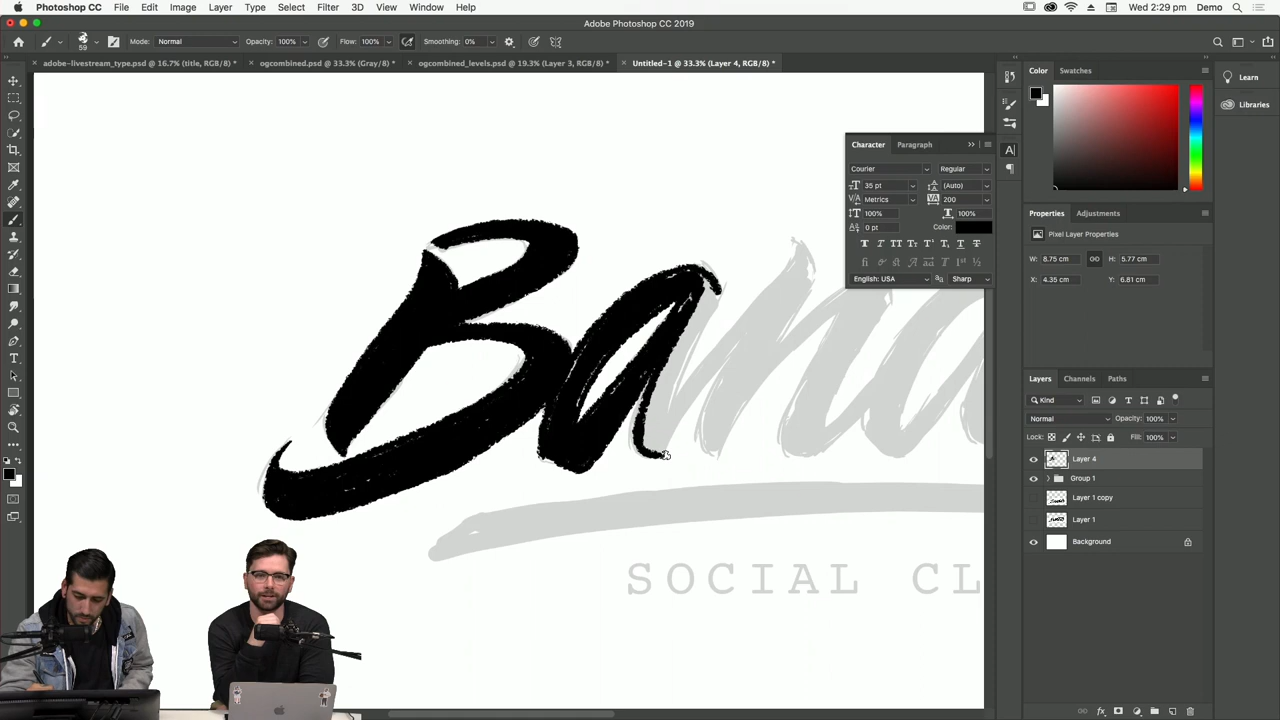 Photoshop CC File Edit Image Layer Type Select Filter 3D View Window Help Wed 2:29 pm Demo
Adobe Photoshop CC 2019
59 Mode: Normal Opacity: 100% Flow: 100% Smoothing: 0%
adobe-livestream_type.psd @ 16.7% (title, RGB/8) * ogcombined.psd @ 33.3% (Gray/8) * ogcombined_levels.psd @ 19.3% (Layer 3, RGB/8) * Untitled-1 @ 33.3% (Layer 4, RGB/8) *
Color Swatches
Learn
Libraries
Character Paragraph
Courier Regular
35 pt (Auto)
Metrics 200
100% 100%
0 pt Color:
English: USA Sharp
Properties Adjustments
Pixel Layer Properties
W: 8.75 cm H: 5.77 cm
X: 4.35 cm Y: 6.81 cm
Layers Channels Paths
Kind
Normal Opacity: 100%
Lock: Fill: 100%
Layer 4
Group 1
Layer 1 copy
Layer 1
Background
Ba
SOCIAL CL